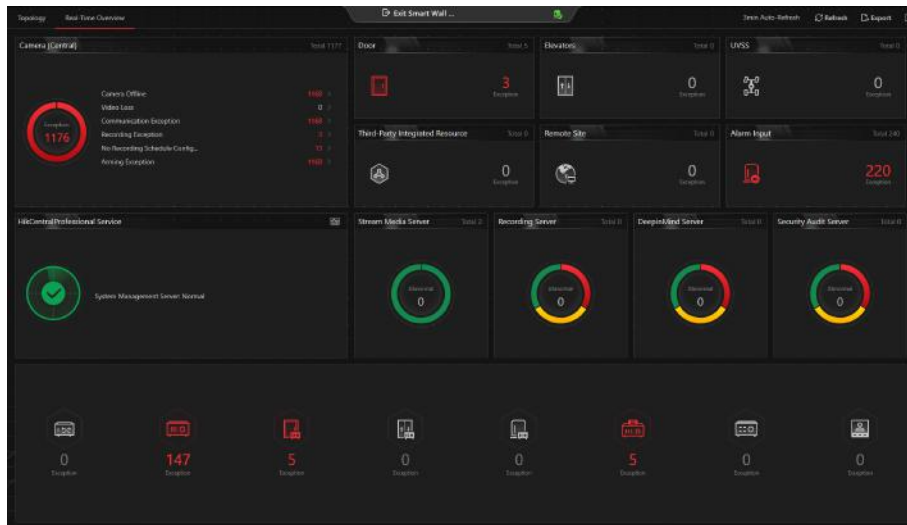 Topology Real-Time Overview
Exit Smart Wall ...
3min Auto-Refresh Refresh Export
Camera (Central) Total 1177
Exception
1176
Camera Offline 1160
Video Loss 0
Communication Exception 1160
Recording Exception
No Recording Schedule Config...
Arming Exception 1160
Door Total 5
3
Exception
Elevators Total 0
0
Exception
UVSS Total 0
0
Exception
Third-Party Integrated Resource Total 0
0
Exception
Remote Site Total 0
0
Exception
Alarm Input Total 240
220
Exception
HikCentralProfessional Service
System Management Server: Normal
Stream Media Server Total 2
Abnormal
0
Recording Server Total 0
Abnormal
0
DeepinMind Server Total 0
Abnormal
0
Security Audit Server Total 0
Abnormal
0
0 147 5 0 0 5 0 0
Exception Exception Exception Exception Exception Exception Exception Exception